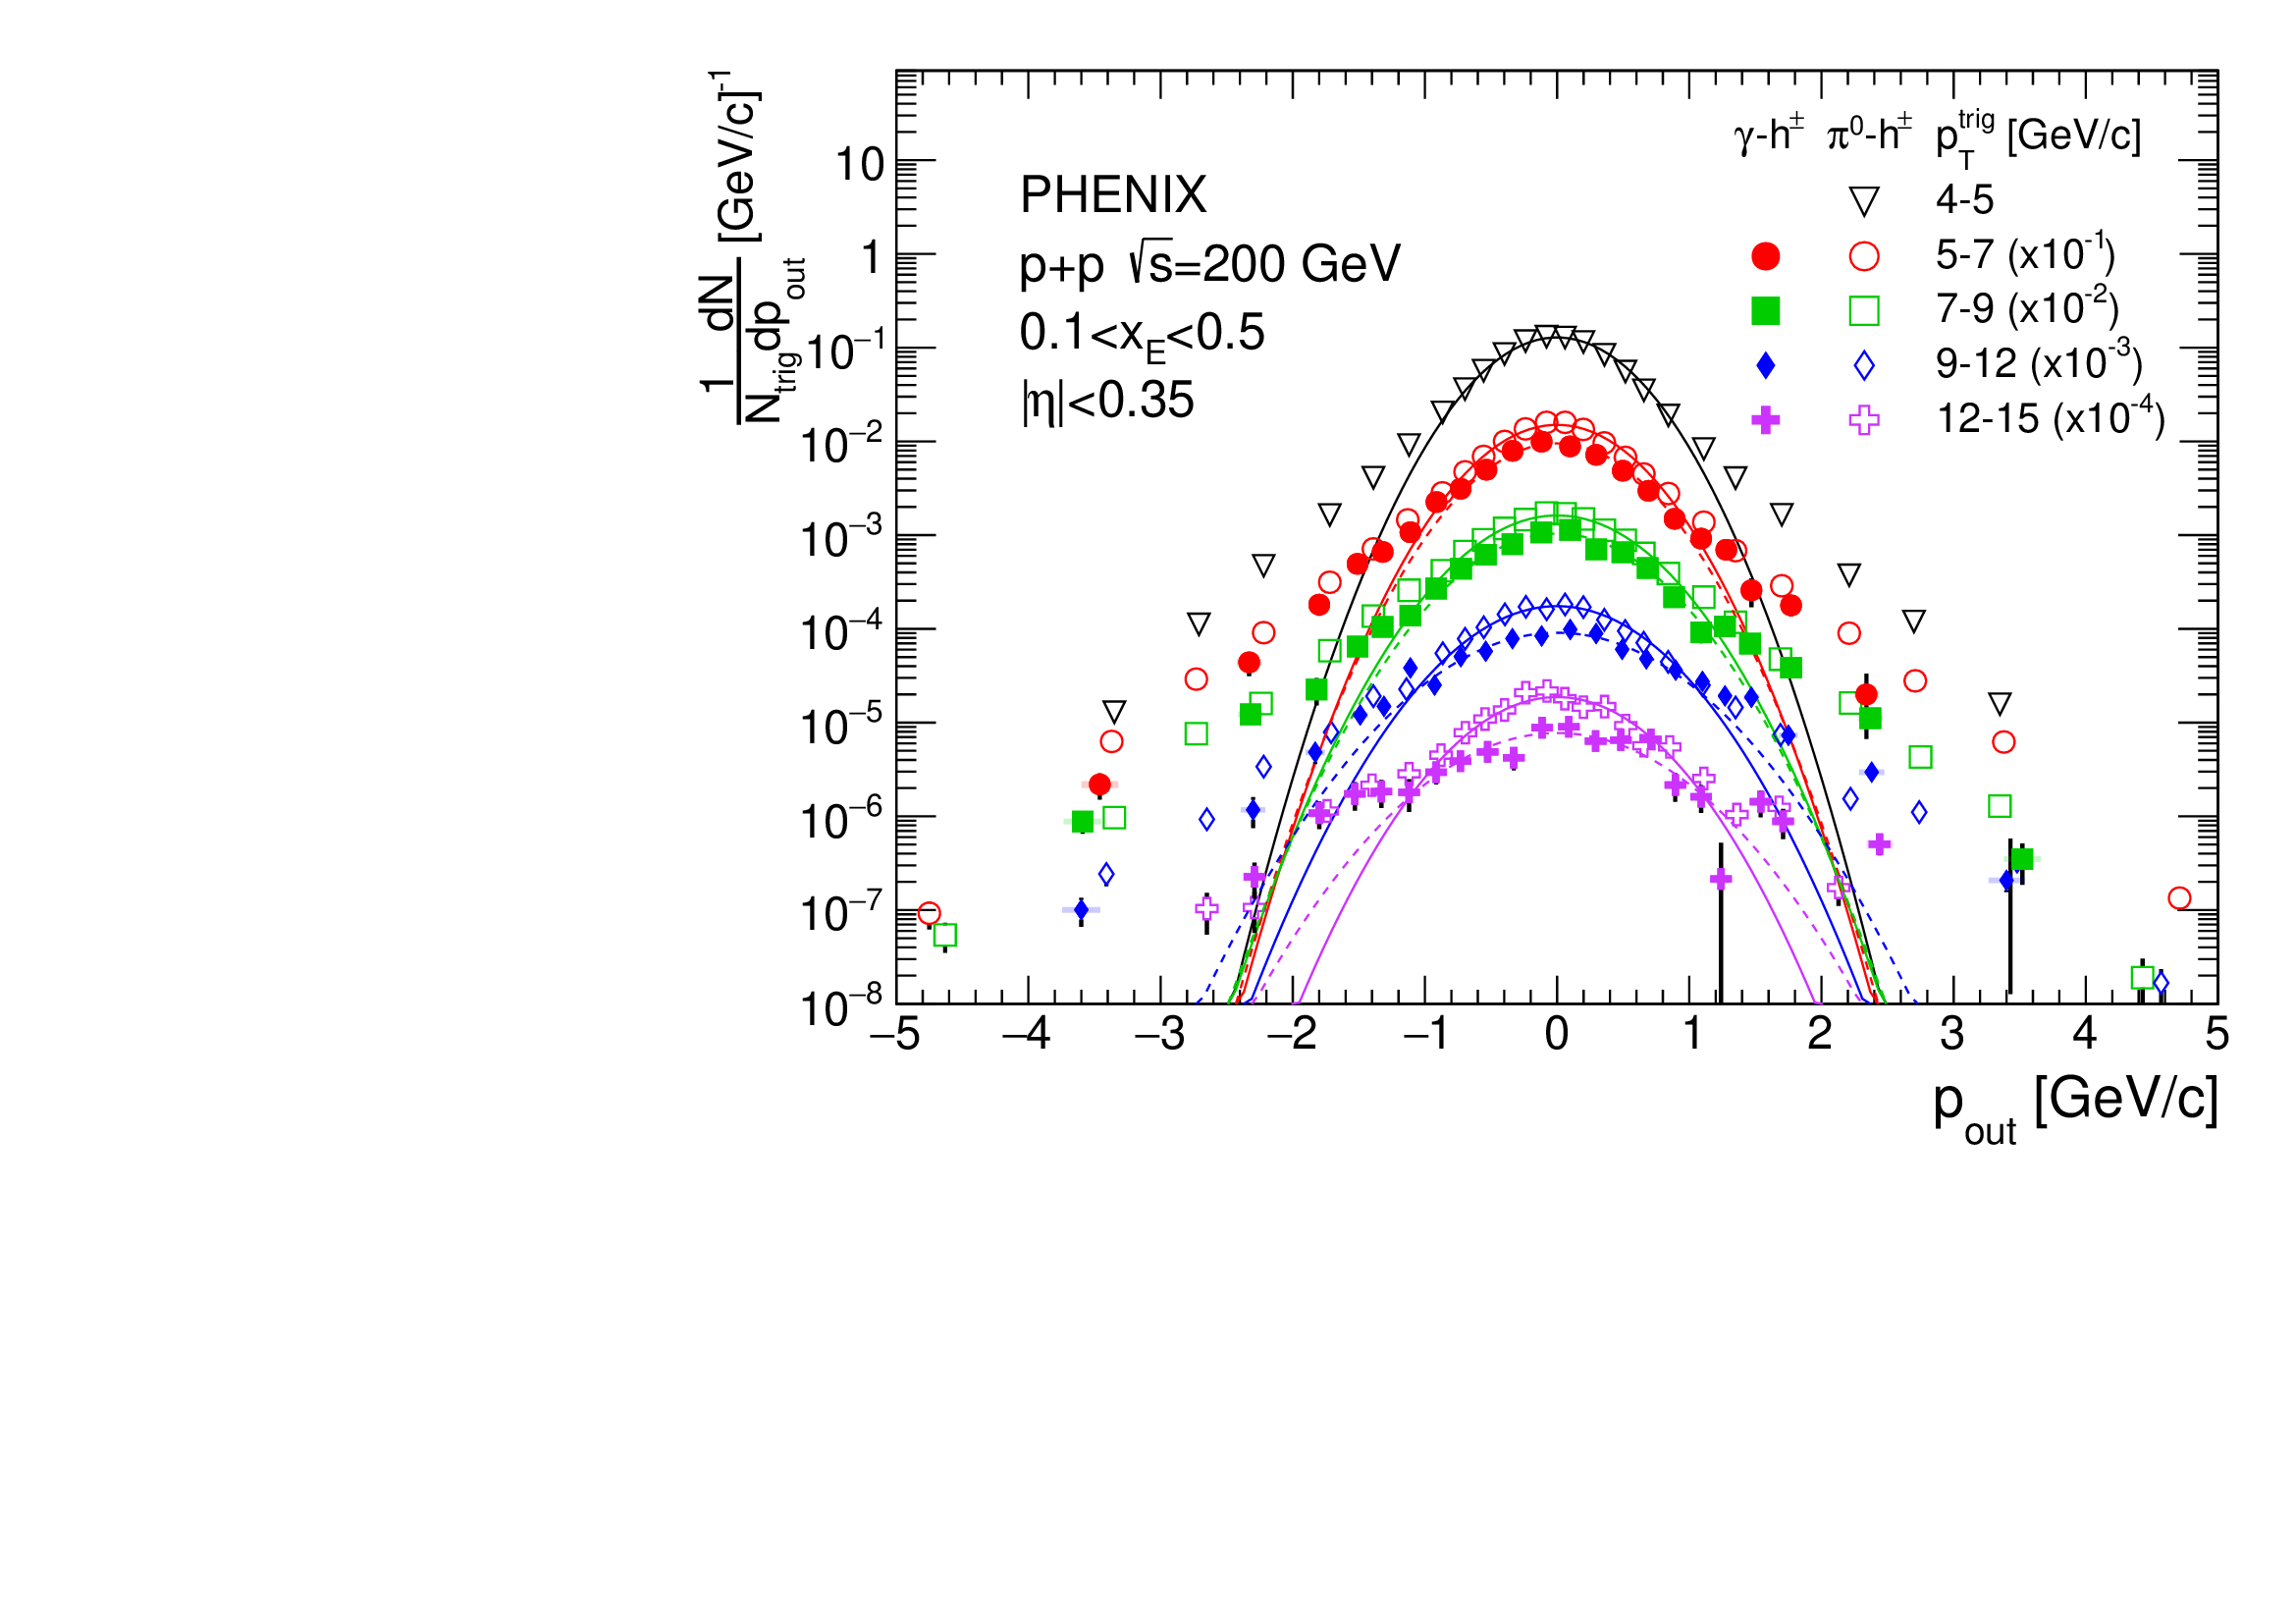 1 dN
N_trig dp_out [GeV/c]^-1
10
1
10^−1
10^−2
10^−3
10^−4
10^−5
10^−6
10^−7
10^−8
PHENIX
p+p √s=200 GeV
0.1<x_E<0.5
|η|<0.35
γ-h^± π^0-h^± p_T^trig [GeV/c]
4-5
5-7 (x10^-1)
7-9 (x10^-2)
9-12 (x10^-3)
12-15 (x10^-4)
−5 −4 −3 −2 −1 0 1 2 3 4 5
p_out [GeV/c]